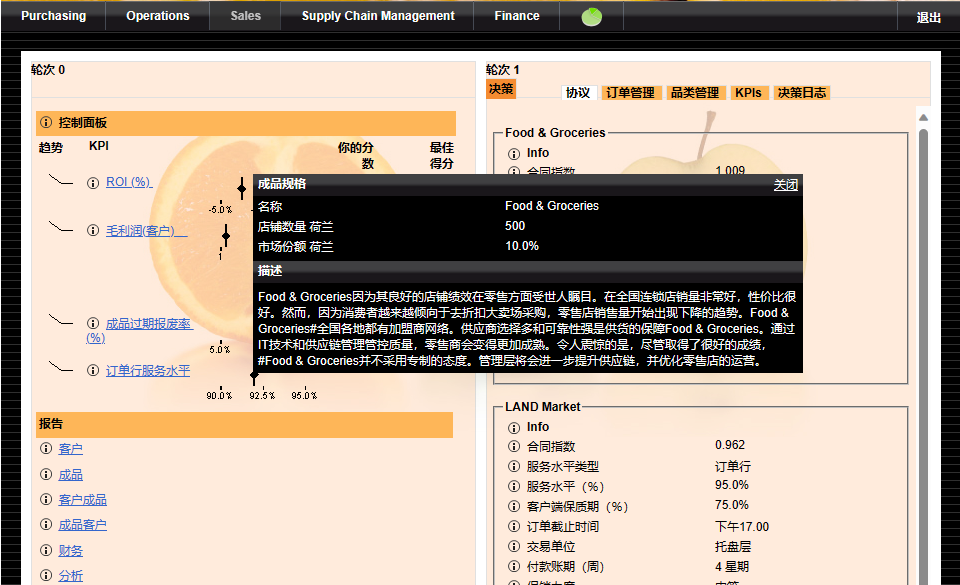 Purchasing Operations Sales Supply Chain Management Finance 退出
轮次 0
控制面板
趋势 KPI 你的分数 最佳得分
ROI (%)
-5.0%
毛利润(客户)
1
成品过期报废率 (%)
5.0%
订单行服务水平
90.0% 92.5% 95.0%
报告
客户
成品
客户成品
成品客户
财务
分析
轮次 1
决策
协议 订单管理 品类管理 KPIs 决策日志
Food & Groceries
Info
合同指数 1.009
成品规格 关闭
名称 Food & Groceries
店铺数量 荷兰 500
市场份额 荷兰 10.0%
描述
Food & Groceries因为其良好的店铺绩效在零售方面受世人瞩目。在全国连锁店销量非常好，性价比很
好。然而，因为消费者越来越倾向于去折扣大卖场采购，零售店销售量开始出现下降的趋势。Food &
Groceries#全国各地都有加盟商网络。供应商选择多和可靠性强是供货的保障Food & Groceries。通过
IT技术和供应链管理管控质量，零售商会变得更加成熟。令人震惊的是，尽管取得了很好的成绩，
#Food & Groceries并不采用专制的态度。管理层将会进一步提升供应链，并优化零售店的运营。
LAND Market
Info
合同指数 0.962
服务水平类型 订单行
服务水平（%） 95.0%
客户端保质期（%） 75.0%
订单截止时间 下午17.00
交易单位 托盘层
付款账期（周） 4 星期